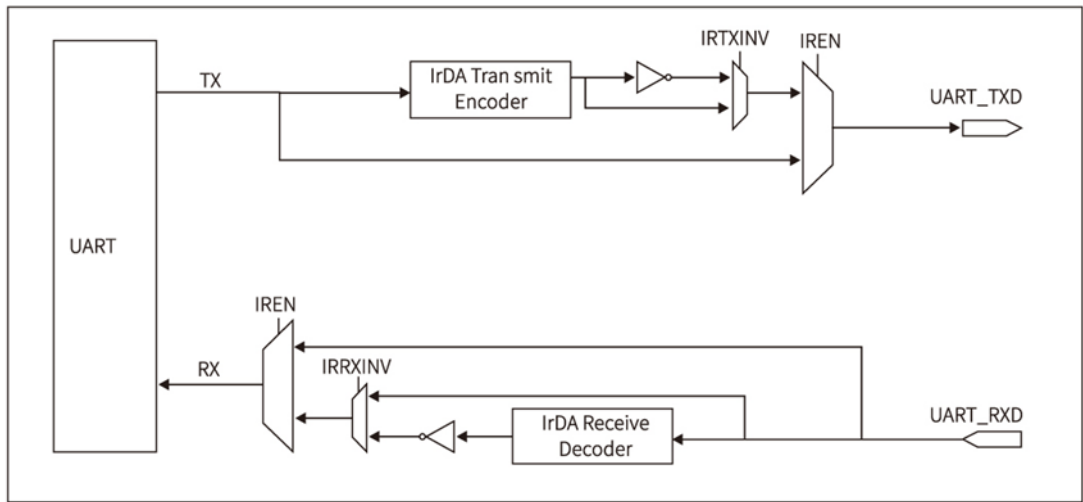 IRTXINV
IREN
TX
IrDA Tran smit
Encoder
UART_TXD
UART
IREN
RX
IRRXINV
IrDA Receive
Decoder
UART_RXD